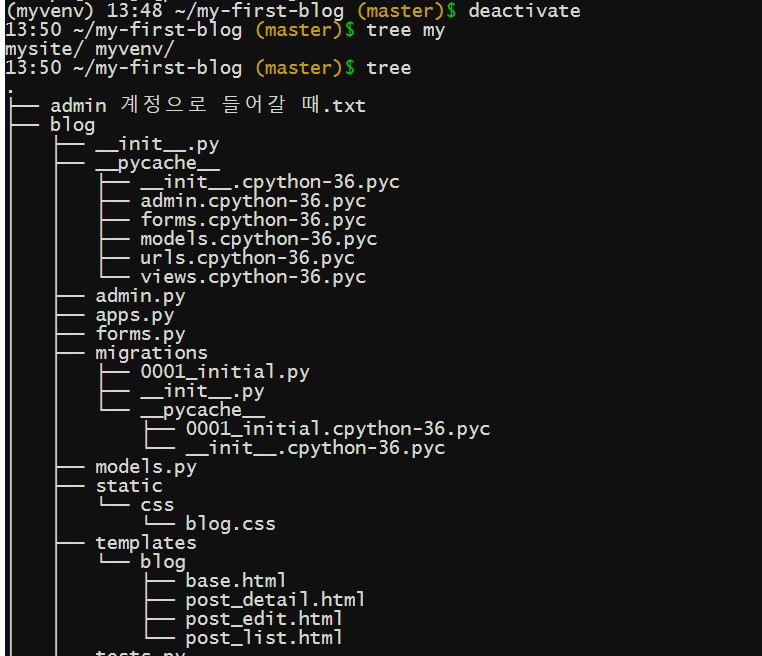 (myvenv) 13:48 ~/my-first-blog (master)$ deactivate
13:50 ~/my-first-blog (master)$ tree my
mysite/ myvenv/
13:50 ~/my-first-blog (master)$ tree
.
├── admin 계정으로 들어갈 때.txt
├── blog
│   ├── __init__.py
│   ├── __pycache__
│   │   ├── __init__.cpython-36.pyc
│   │   ├── admin.cpython-36.pyc
│   │   ├── forms.cpython-36.pyc
│   │   ├── models.cpython-36.pyc
│   │   ├── urls.cpython-36.pyc
│   │   └── views.cpython-36.pyc
│   ├── admin.py
│   ├── apps.py
│   ├── forms.py
│   ├── migrations
│   │   ├── 0001_initial.py
│   │   ├── __init__.py
│   │   └── __pycache__
│   │       ├── 0001_initial.cpython-36.pyc
│   │       └── __init__.cpython-36.pyc
│   ├── models.py
│   ├── static
│   │   └── css
│   │       └── blog.css
│   ├── templates
│   │   └── blog
│   │       ├── base.html
│   │       ├── post_detail.html
│   │       ├── post_edit.html
│   │       └── post_list.html
│   ├── tests.py